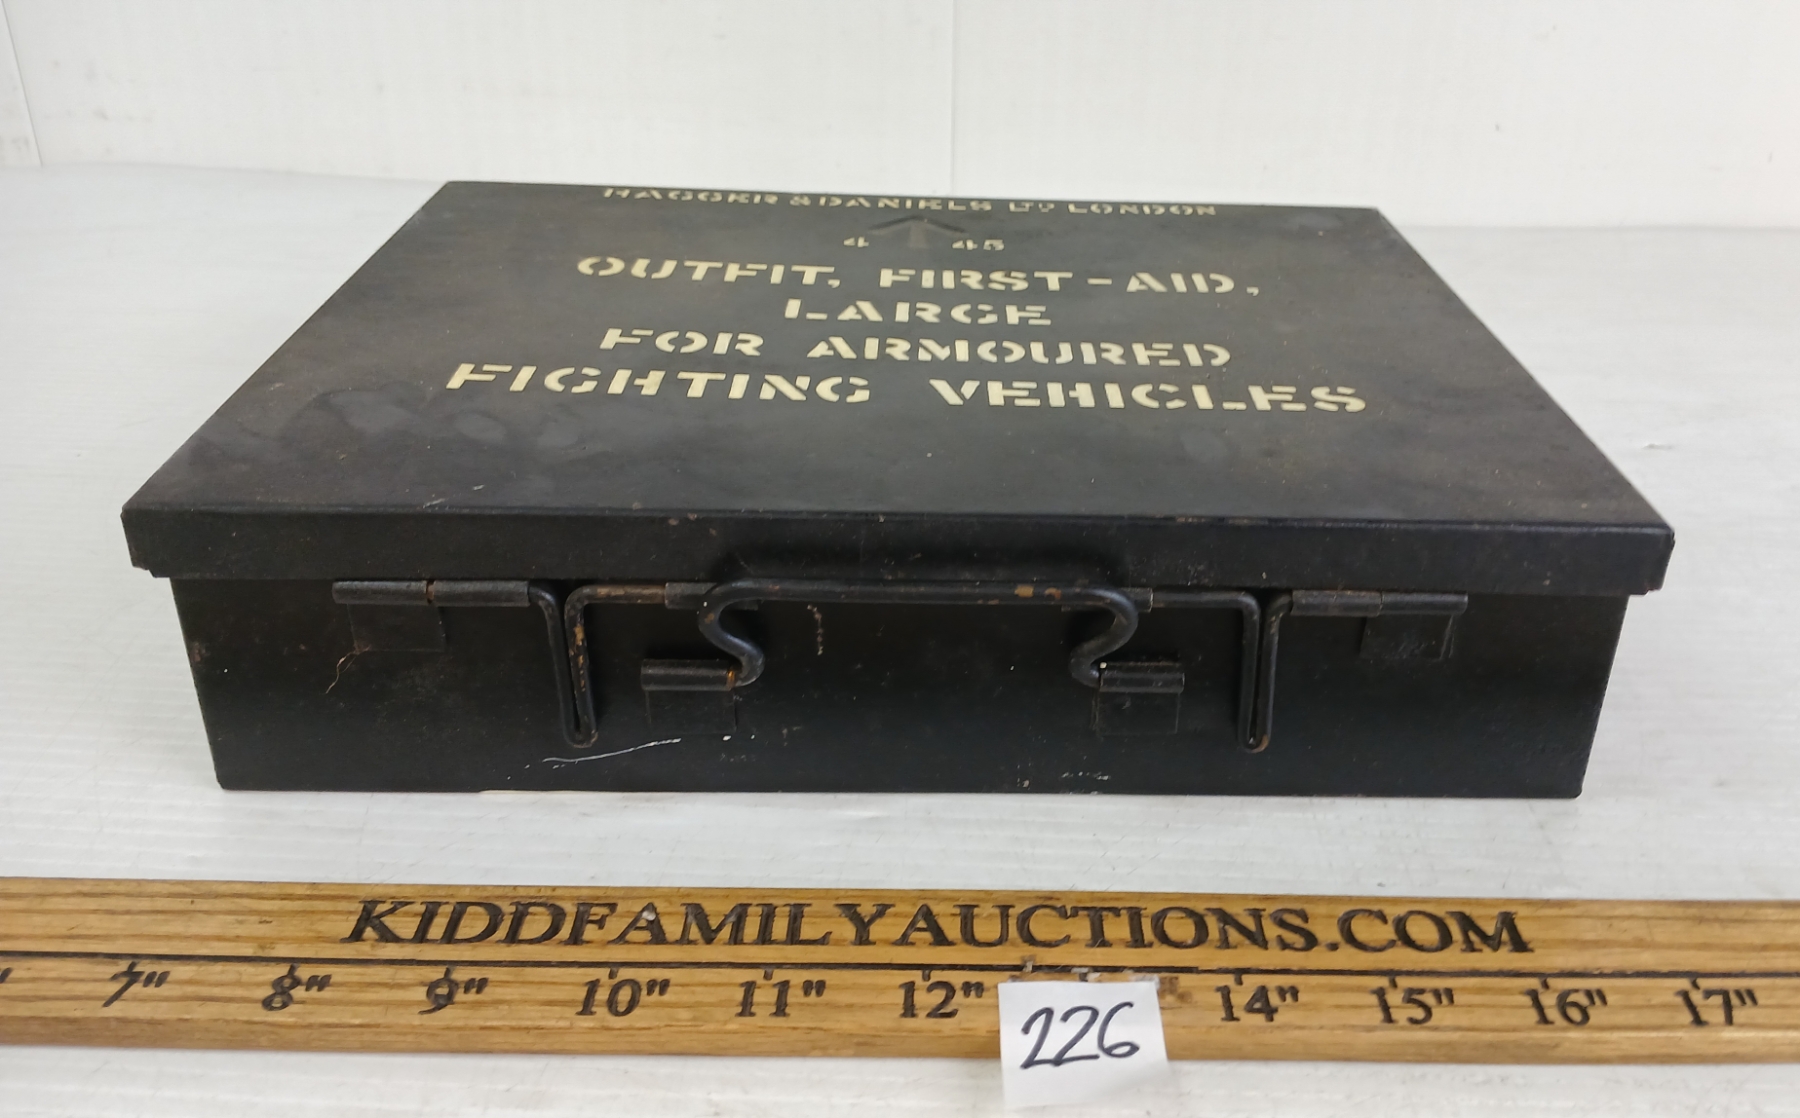 HAGGER & DANIELS LTD LONDON
4 45
OUTFIT, FIRST-AID,
LARGE
FOR ARMOURED
FIGHTING VEHICLES
KIDDFAMILYAUCTIONS.COM
7" 8" 9" 10" 11" 12" 14" 15" 16" 17"
226